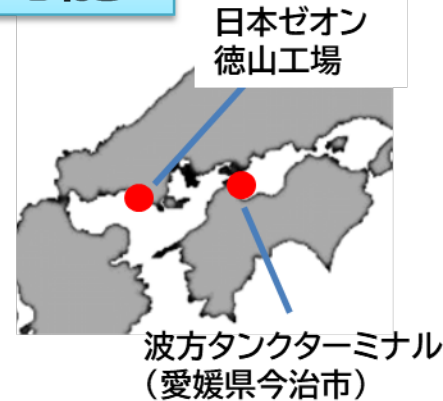 日本ゼオン
徳山工場
波方タンクターミナル
（愛媛県今治市）